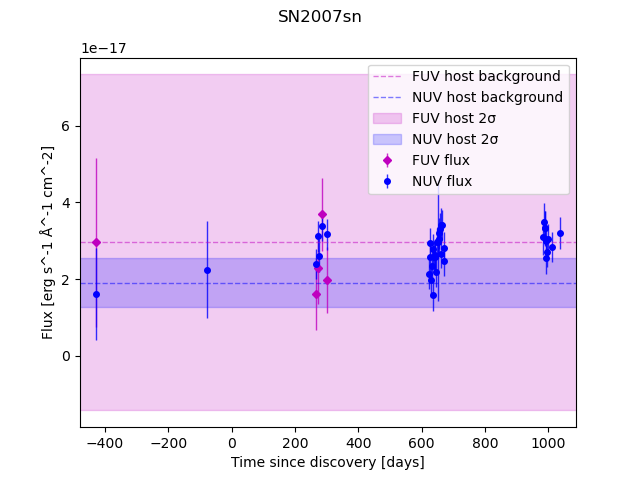 SN2007sn
1e−17
FUV host background
NUV host background
FUV host 2σ
NUV host 2σ
FUV flux
NUV flux
6
4
2
0
Flux [erg s^-1 Å^-1 cm^-2]
−400 −200 0 200 400 600 800 1000
Time since discovery [days]